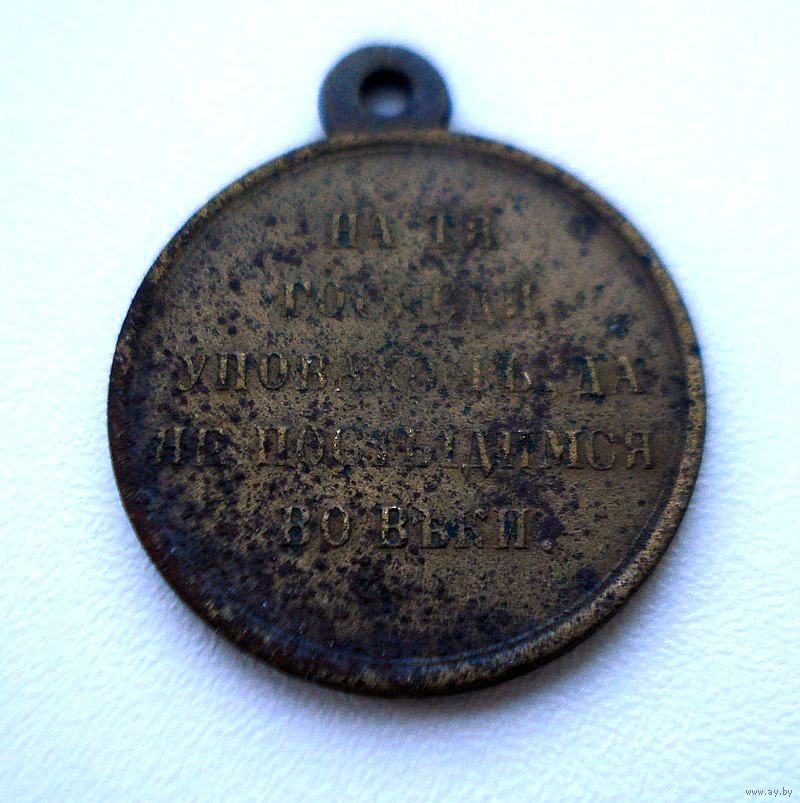 НА ТЯ
ГОСПОДИ
УПОВАХОМЪ, ДА
НЕ ПОСТЫДИМСЯ
ВО ВѢКИ.
www.ay.by